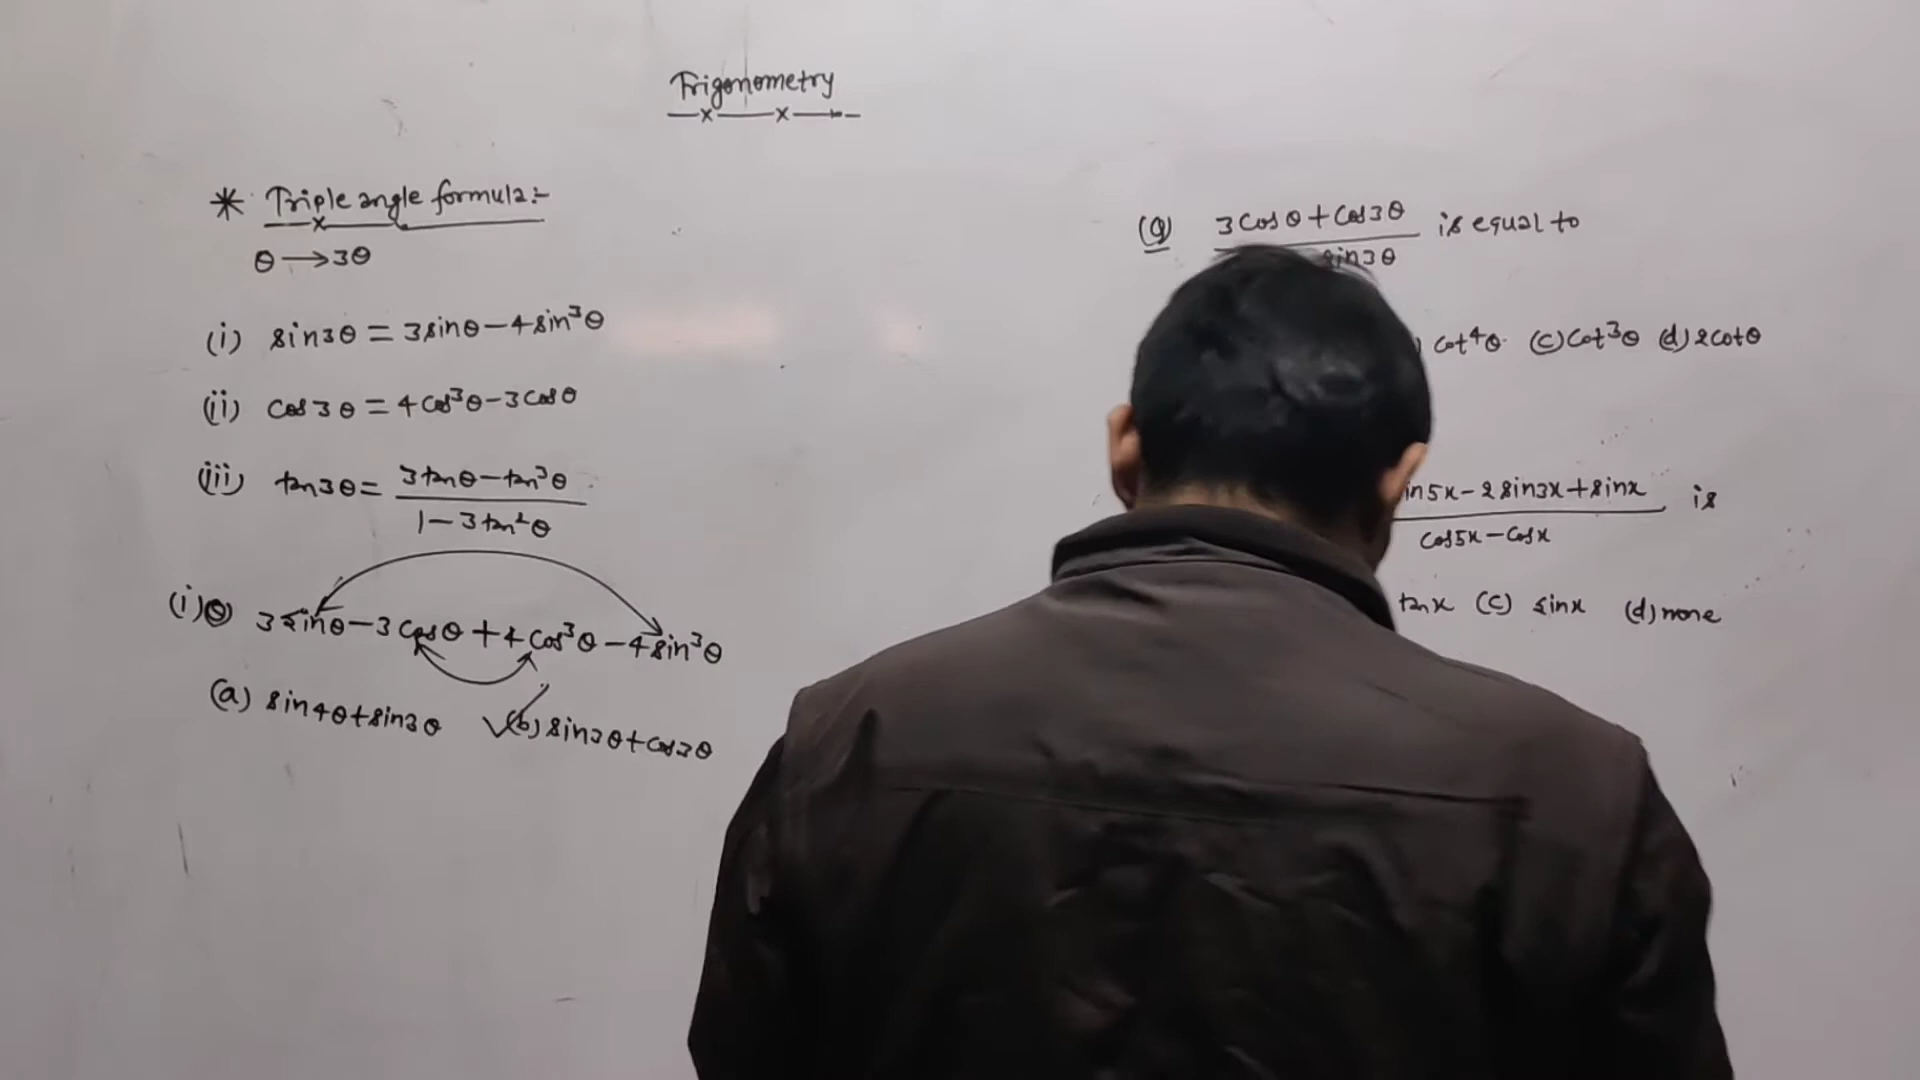 Trigonometry
* Triple angle formula:-
θ → 3θ
(i) sin3θ = 3sinθ - 4sin³θ
(ii) cos3θ = 4cos³θ - 3cosθ
(iii) tan3θ = 3tanθ - tan³θ / 1 - 3tan²θ
(i) 3sinθ - 3cosθ + 4cos³θ - 4sin³θ
(a) sin4θ + sin3θ (b) sin3θ + cos3θ
(Q) 3cosθ + cos3θ / sin3θ is equal to
cot⁴θ (c) cot³θ (d) 2cotθ
in5x - 2sin3x + sinx / cos5x - cosx is
tanx (c) sinx (d) none